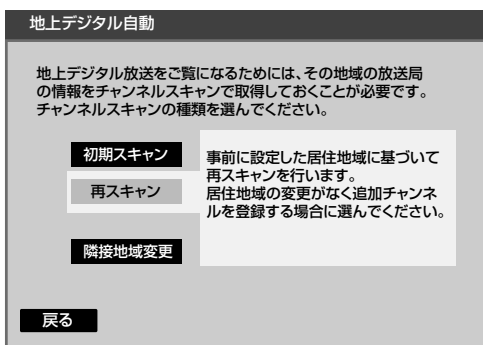 地上デジタル自動
地上デジタル放送をご覧になるためには、その地域の放送局
の情報をチャンネルスキャンで取得しておくことが必要です。
チャンネルスキャンの種類を選んでください。
初期スキャン
再スキャン
隣接地域変更
事前に設定した居住地域に基づいて
再スキャンを行います。
居住地域の変更がなく追加チャンネ
ルを登録する場合に選んでください。
戻る